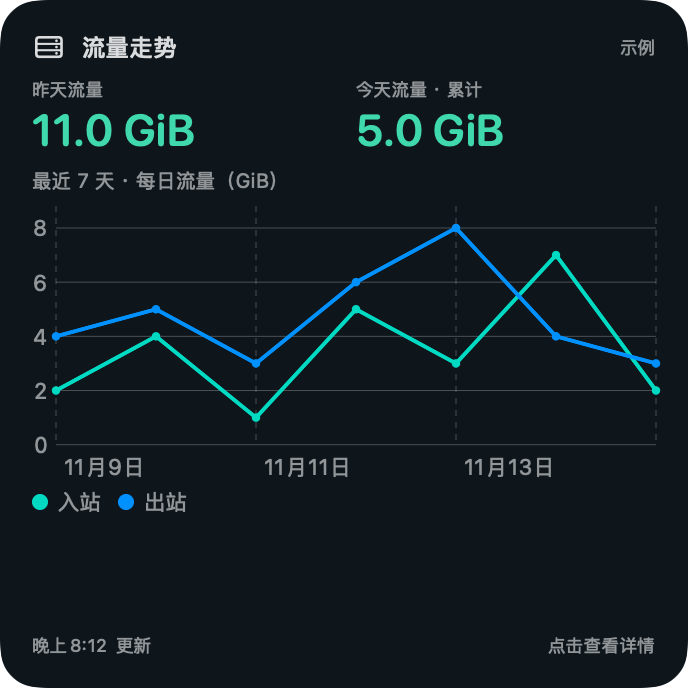 流量走势
示例
昨天流量
今天流量 · 累计
11.0 GiB
5.0 GiB
最近 7 天 · 每日流量（GiB）
8
6
4
2
0
11月9日
11月11日
11月13日
入站
出站
晚上 8:12 更新
点击查看详情